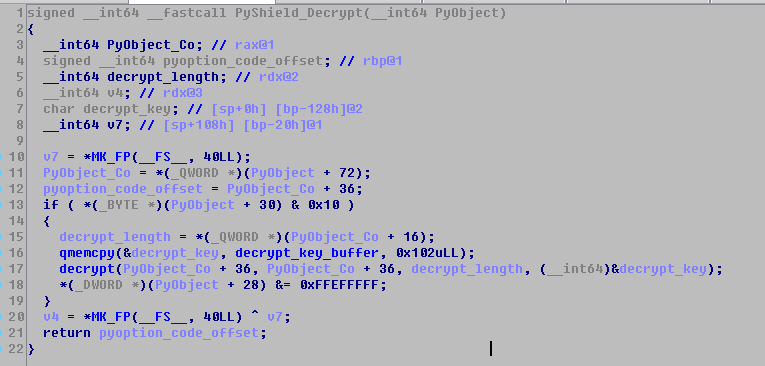 1 signed __int64 __fastcall PyShield_Decrypt(__int64 PyObject)
2 {
3 __int64 PyObject_Co; // rax@1
4 signed __int64 pyoption_code_offset; // rbp@1
5 __int64 decrypt_length; // rdx@2
6 __int64 v4; // rdx@3
7 char decrypt_key; // [sp+0h] [bp-128h]@2
8 __int64 v7; // [sp+108h] [bp-20h]@1
9
10 v7 = *MK_FP(__FS__, 40LL);
11 PyObject_Co = *(_QWORD *)(PyObject + 72);
12 pyoption_code_offset = PyObject_Co + 36;
13 if ( *(_BYTE *)(PyObject + 30) & 0x10 )
14 {
15 decrypt_length = *(_QWORD *)(PyObject_Co + 16);
16 qmemcpy(&decrypt_key, decrypt_key_buffer, 0x102uLL);
17 decrypt(PyObject_Co + 36, PyObject_Co + 36, decrypt_length, (__int64)&decrypt_key);
18 *(_DWORD *)(PyObject + 28) &= 0xFFEFFFFF;
19 }
20 v4 = *MK_FP(__FS__, 40LL) ^ v7;
21 return pyoption_code_offset;
22 }